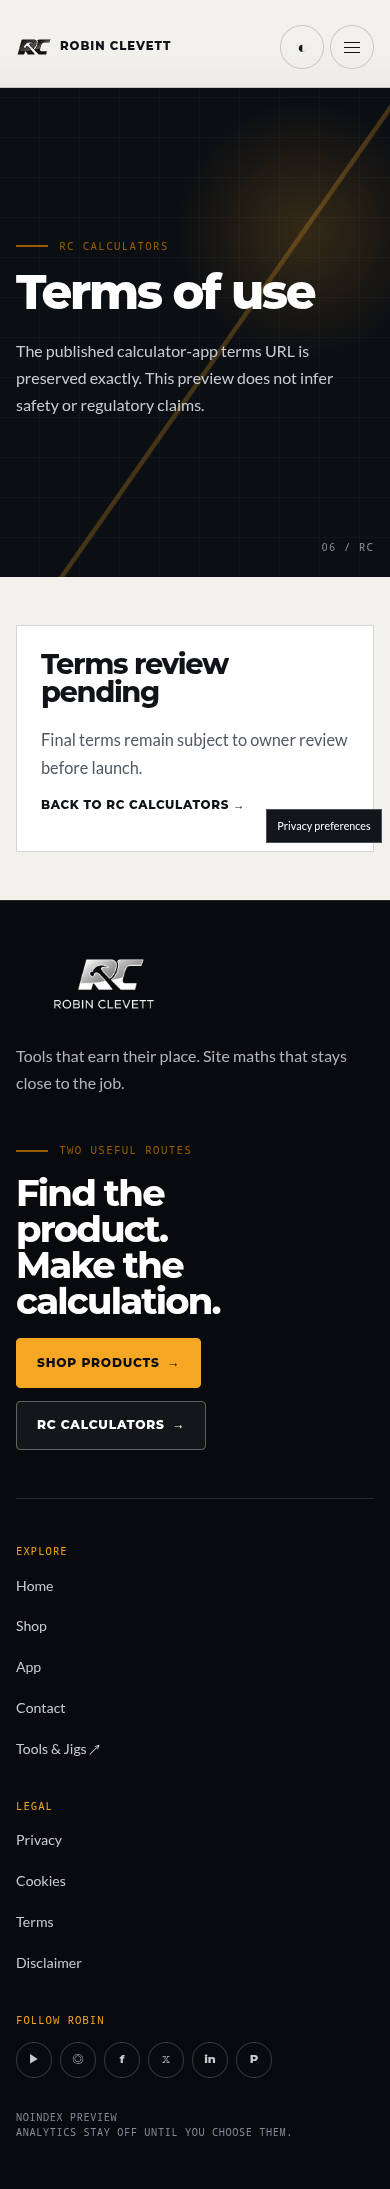 RC ROBIN CLEVETT
RC CALCULATORS
Terms of use
The published calculator-app terms URL is
preserved exactly. This preview does not infer
safety or regulatory claims.
06 / RC
Terms review
pending
Final terms remain subject to owner review
before launch.
BACK TO RC CALCULATORS →
Privacy preferences
RC
ROBIN CLEVETT
Tools that earn their place. Site maths that stays
close to the job.
TWO USEFUL ROUTES
Find the
product.
Make the
calculation.
SHOP PRODUCTS →
RC CALCULATORS →
EXPLORE
Home
Shop
App
Contact
Tools & Jigs ↗
LEGAL
Privacy
Cookies
Terms
Disclaimer
FOLLOW ROBIN
▶ ◎ f 𝕏 in P
NOINDEX PREVIEW
ANALYTICS STAY OFF UNTIL YOU CHOOSE THEM.